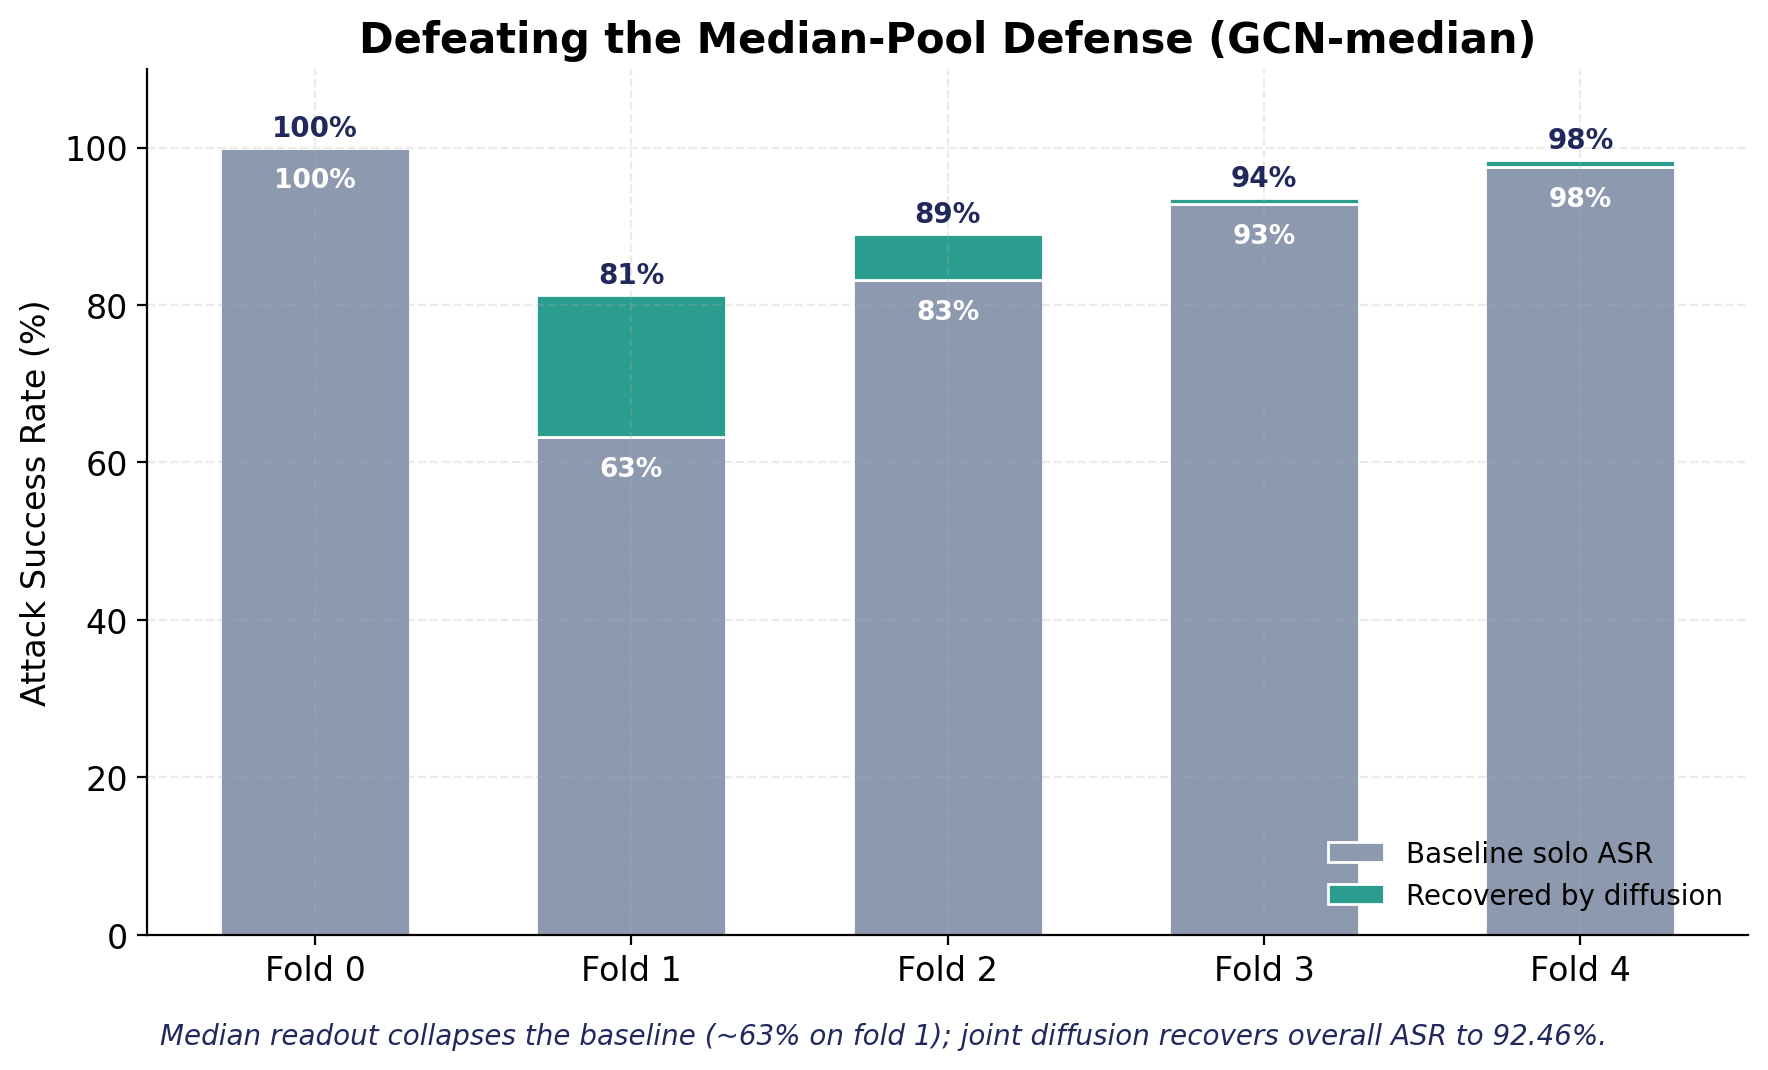 Defeating the Median-Pool Defense (GCN-median)
Attack Success Rate (%)
100
80
60
40
20
0
100%
100%
81%
63%
89%
83%
94%
93%
98%
98%
Baseline solo ASR
Recovered by diffusion
Fold 0
Fold 1
Fold 2
Fold 3
Fold 4
Median readout collapses the baseline (~63% on fold 1); joint diffusion recovers overall ASR to 92.46%.